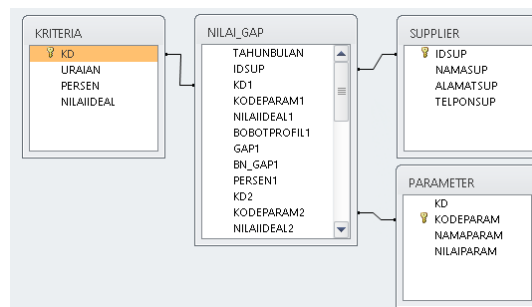 KRITERIA
KD
URAIAN
PERSEN
NILAIIDEAL
NILAI_GAP
TAHUNBULAN
IDSUP
KD1
KODEPARAM1
NILAIIDEAL1
BOBOTPROFIL1
GAP1
BN_GAP1
PERSEN1
KD2
KODEPARAM2
NILAIIDEAL2
SUPPLIER
IDSUP
NAMASUP
ALAMATSUP
TELPONSUP
PARAMETER
KD
KODEPARAM
NAMAPARAM
NILAIPARAM